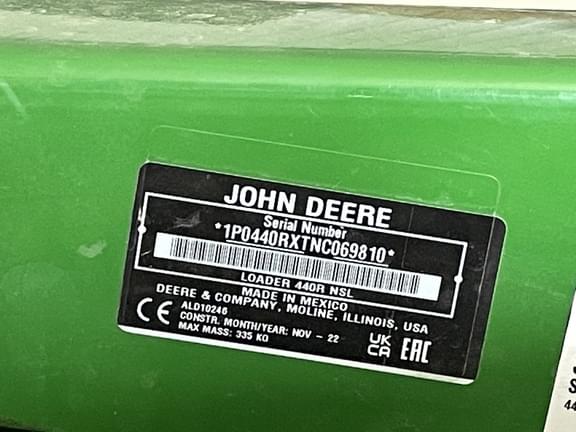 JOHN DEERE
Serial Number
*1P0440RXTNC069810*
LOADER 440R NSL
MADE IN MEXICO
DEERE & COMPANY, MOLINE, ILLINOIS, USA
CE
ALD10246
CONSTR. MONTH/YEAR: NOV - 22
MAX MASS: 335 KG
UK
CA
EAC
44